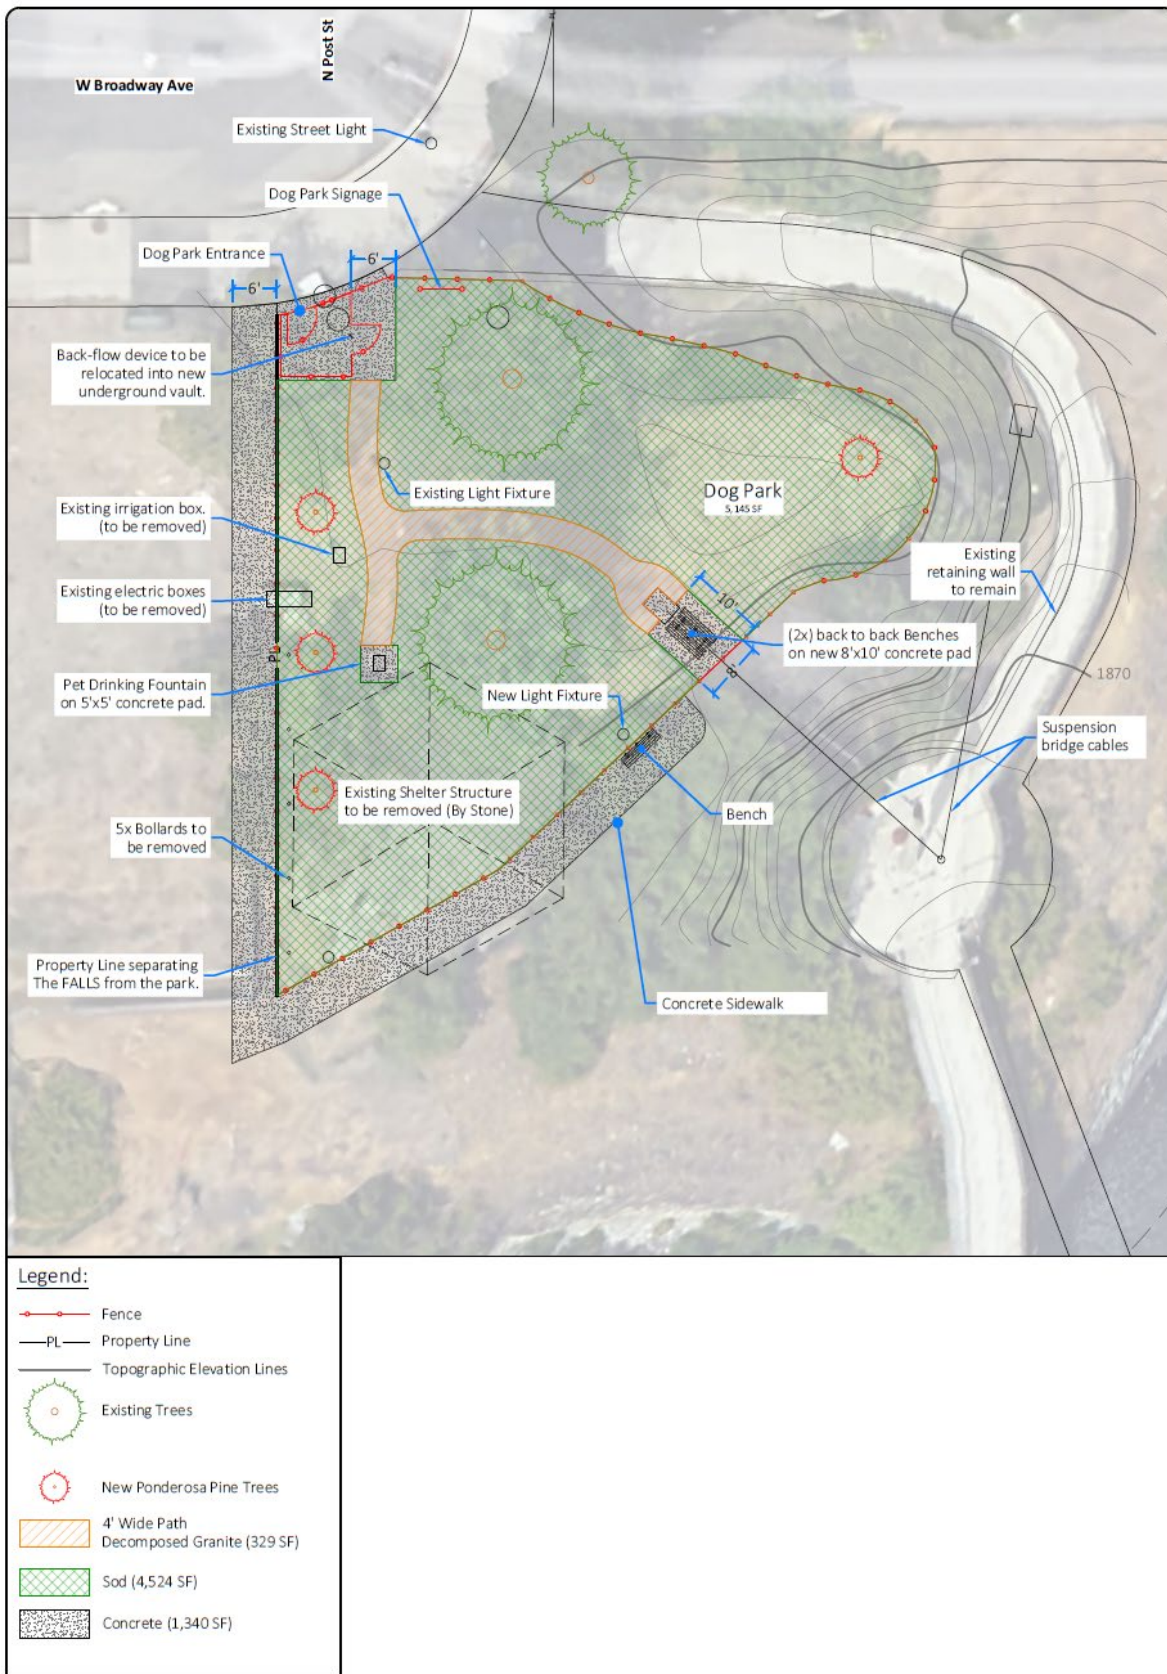 N Post St
W Broadway Ave
Existing Street Light
Dog Park Signage
Dog Park Entrance
6'
6'
Back-flow device to be
relocated into new
underground vault.
Existing Light Fixture
Dog Park
5,145 SF
Existing irrigation box.
(to be removed)
Existing
retaining wall
to remain
Existing electric boxes
(to be removed)
10'
(2x) back to back Benches
on new 8'x10' concrete pad
PL
8'
1870
Pet Drinking Fountain
on 5'x5' concrete pad.
New Light Fixture
Suspension
bridge cables
Existing Shelter Structure
to be removed (By Stone)
Bench
5x Bollards to
be removed
Property Line separating
The FALLS from the park.
Concrete Sidewalk
Legend:
Fence
PL
Property Line
Topographic Elevation Lines
Existing Trees
New Ponderosa Pine Trees
4' Wide Path
Decomposed Granite (329 SF)
Sod (4,524 SF)
Concrete (1,340 SF)